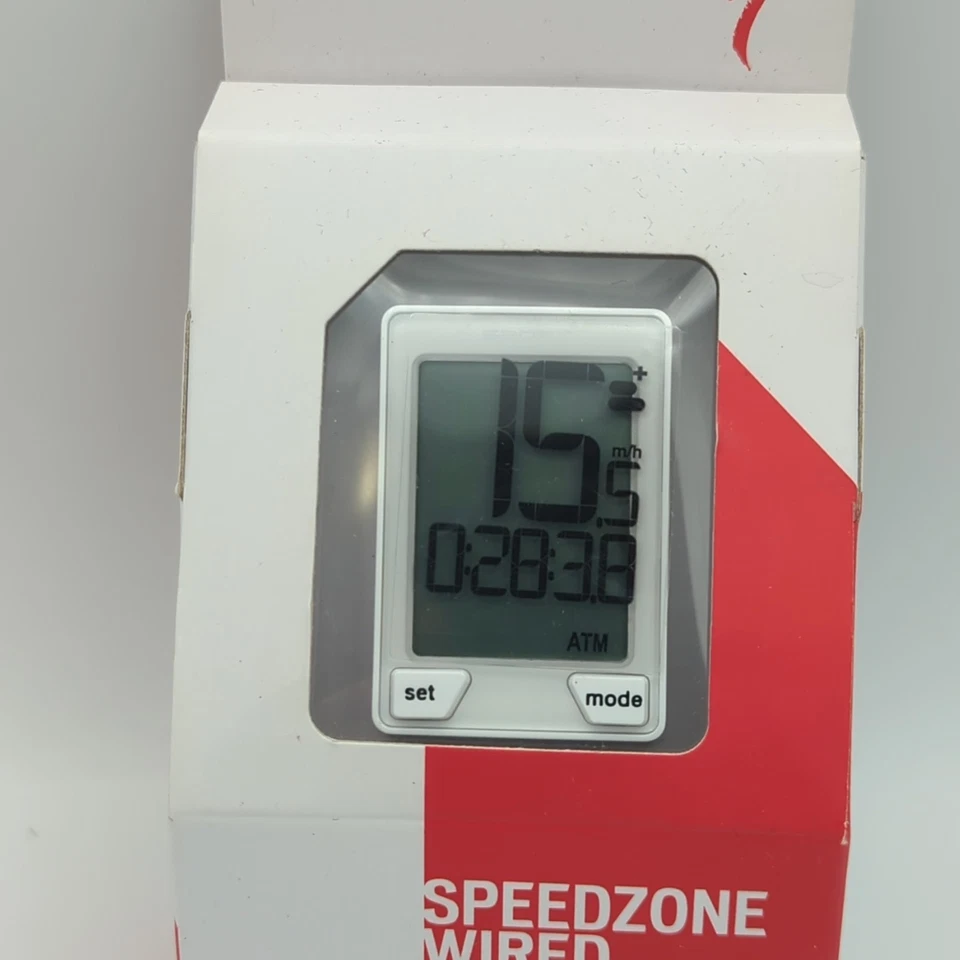 15.5
+
m/h
0:28:3.8
ATM
set
mode
SPEEDZONE
WIRED